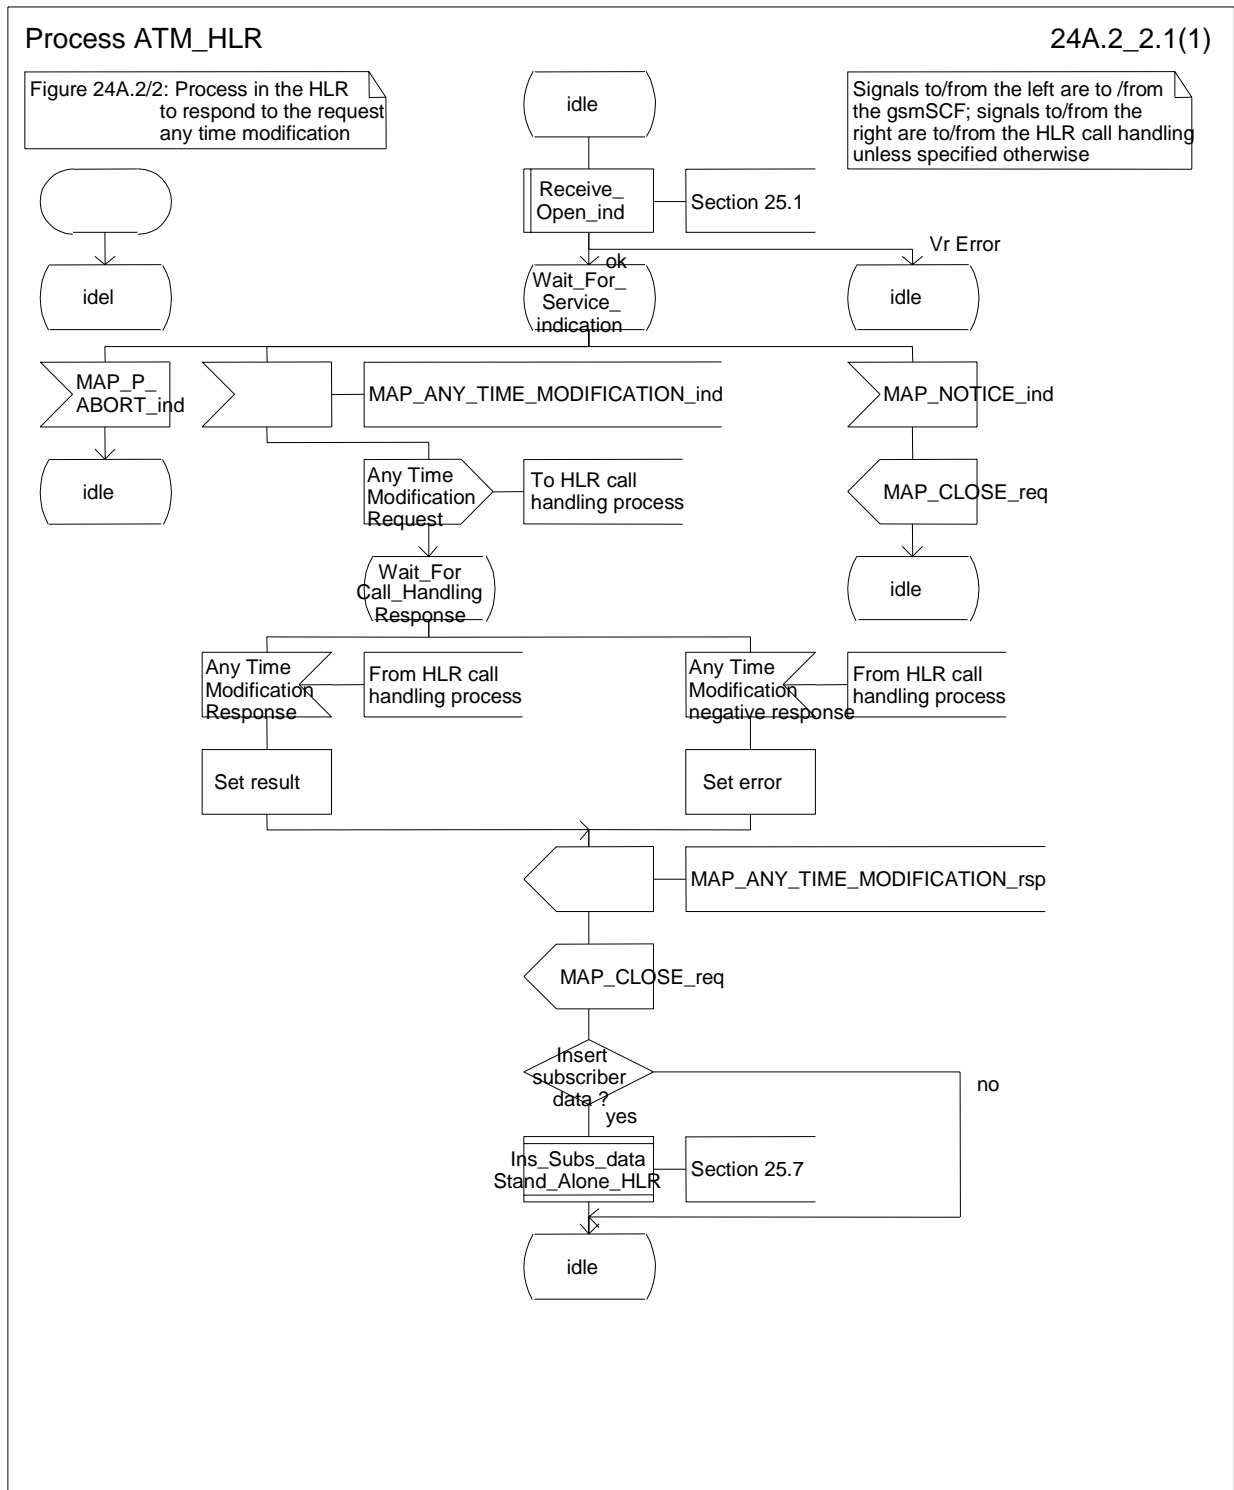 Process ATM_HLR
24A.2_2.1(1)
Figure 24A.2/2: Process in the HLR
to respond to the request
any time modification
idle
Signals to/from the left are to /from
the gsmSCF; signals to/from the
right are to/from the HLR call handling
unless specified otherwise
Receive_
Open_ind
Section 25.1
Vr Error
ok
idel
Wait_For_
Service_
indication
idle
MAP_P_
ABORT_ind
MAP_ANY_TIME_MODIFICATION_ind
MAP_NOTICE_ind
idle
Any Time
Modification
Request
To HLR call
handling process
MAP_CLOSE_req
Wait_For
Call_Handling
Response
idle
Any Time
Modification
Response
From HLR call
handling process
Any Time
Modification
negative response
From HLR call
handling process
Set result
Set error
MAP_ANY_TIME_MODIFICATION_rsp
MAP_CLOSE_req
Insert
subscriber
data ?
no
yes
Ins_Subs_data
Stand_Alone_HLR
Section 25.7
idle